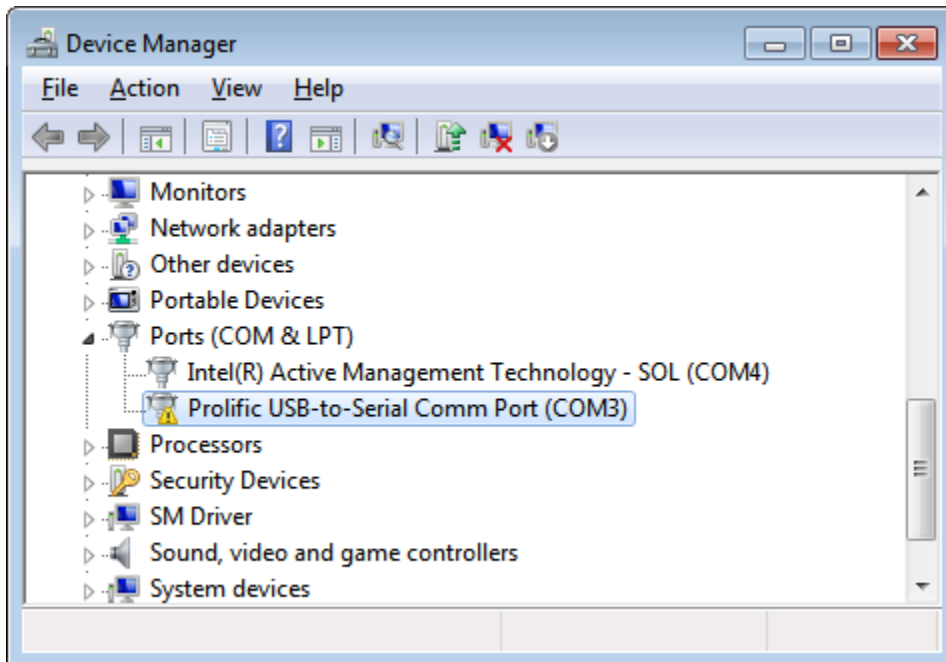 Device Manager
File Action View Help
Monitors
Network adapters
Other devices
Portable Devices
Ports (COM & LPT)
Intel(R) Active Management Technology - SOL (COM4)
Prolific USB-to-Serial Comm Port (COM3)
Processors
Security Devices
SM Driver
Sound, video and game controllers
System devices